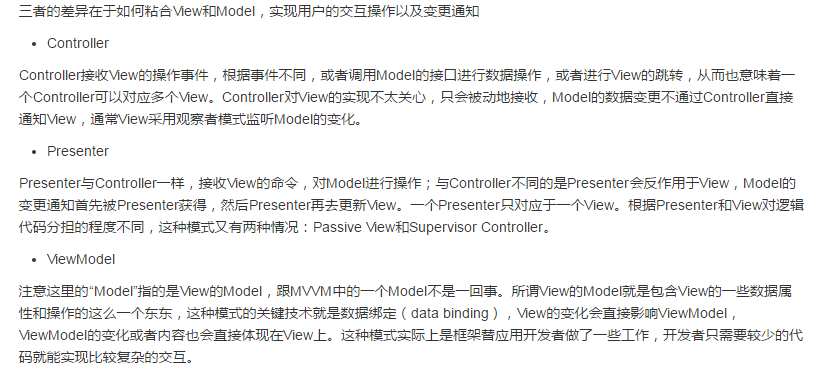 三者的差异在于如何粘合View和Model，实现用户的交互操作以及变更通知
• Controller
Controller接收View的操作事件，根据事件不同，或者调用Model的接口进行数据操作，或者进行View的跳转，从而也意味着一
个Controller可以对应多个View。Controller对View的实现不太关心，只会被动地接收，Model的数据变更不通过Controller直接
通知View，通常View采用观察者模式监听Model的变化。
• Presenter
Presenter与Controller一样，接收View的命令，对Model进行操作；与Controller不同的是Presenter会反作用于View，Model的
变更通知首先被Presenter获得，然后Presenter再去更新View。一个Presenter只对应于一个View。根据Presenter和View对逻辑
代码分担的程度不同，这种模式又有两种情况：Passive View和Supervisor Controller。
• ViewModel
注意这里的“Model”指的是View的Model，跟MVVM中的一个Model不是一回事。所谓View的Model就是包含View的一些数据属
性和操作的这么一个东东，这种模式的关键技术就是数据绑定（data binding），View的变化会直接影响ViewModel，
ViewModel的变化或者内容也会直接体现在View上。这种模式实际上是框架替应用开发者做了一些工作，开发者只需要较少的代
码就能实现比较复杂的交互。